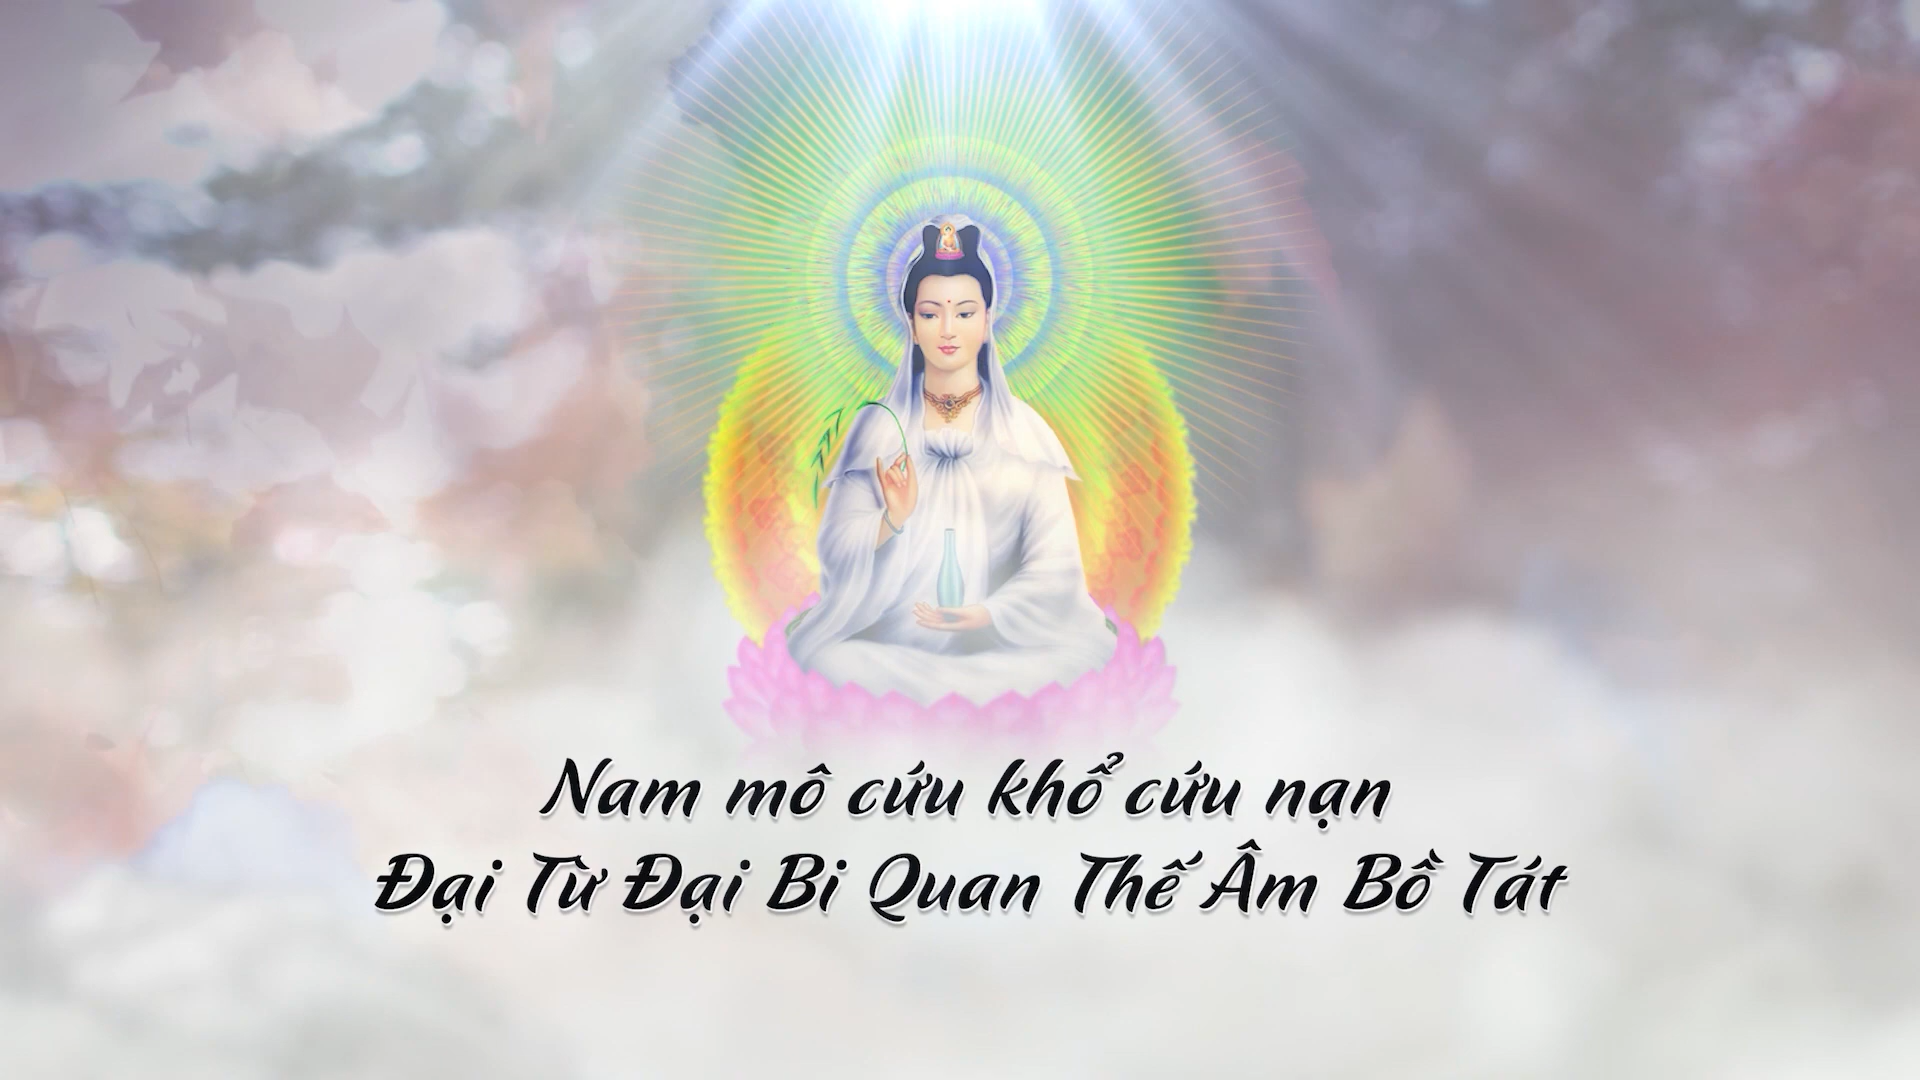 Nam mô cứu khổ cứu nạn
Đại Từ Đại Bi Quan Thế Âm Bồ Tát